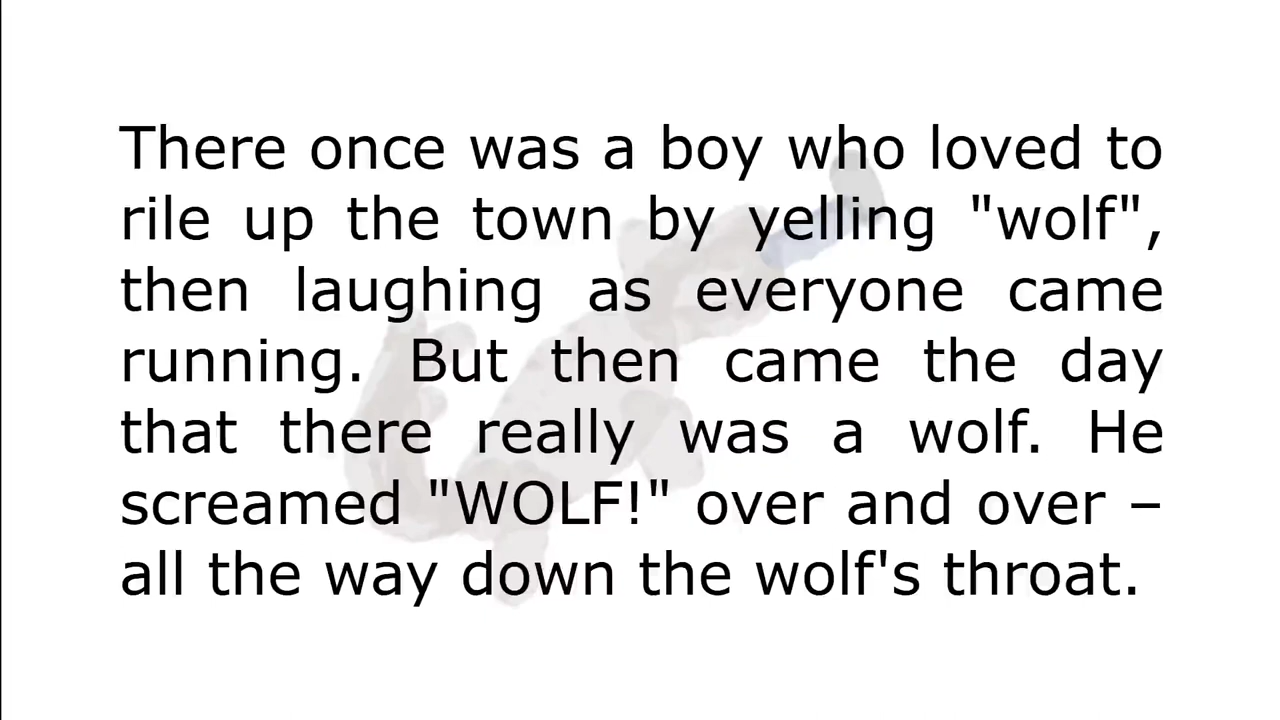 There once was a boy who loved to
rile up the town by yelling "wolf",
then laughing as everyone came
running. But then came the day
that there really was a wolf. He
screamed "WOLF!" over and over –
all the way down the wolf's throat.